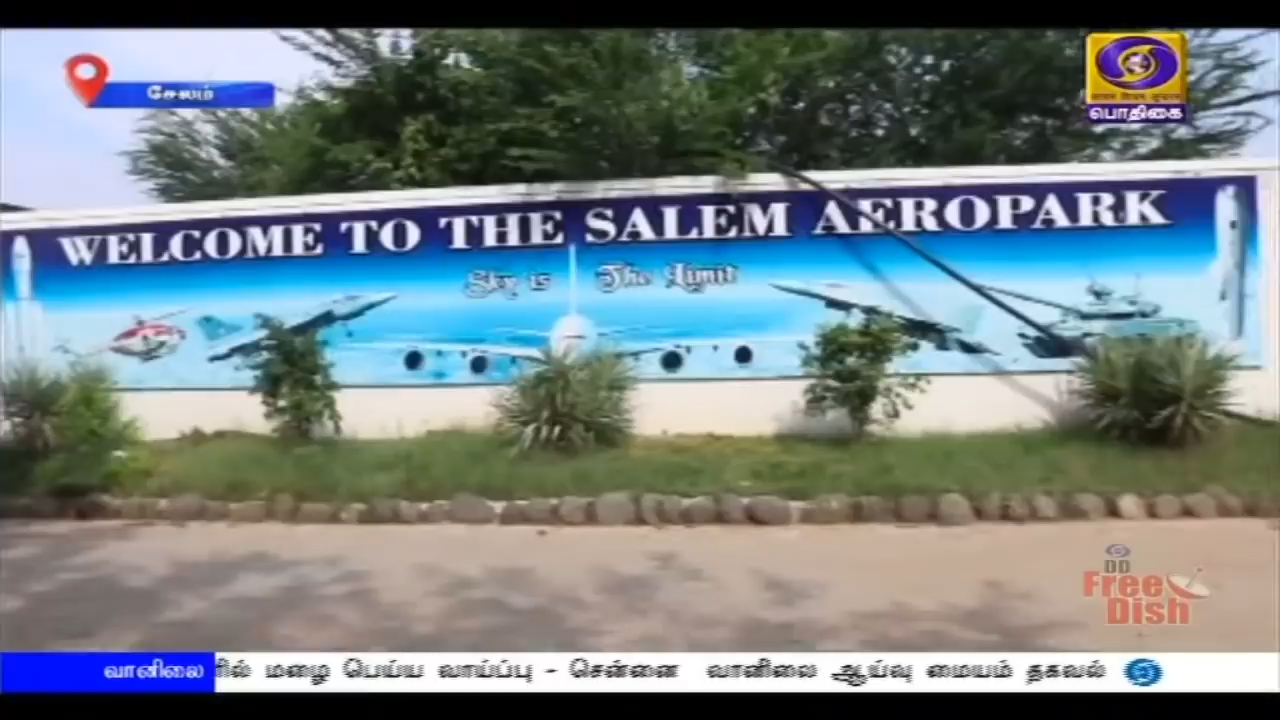 சேலம்
பொதிகை
WELCOME TO THE SALEM AEROPARK
Sky is The Limit
DD
Free
Dish
வானிலை
ரில் மழை பெய்ய வாய்ப்பு - சென்னை வானிலை ஆய்வு மையம் தகவல்